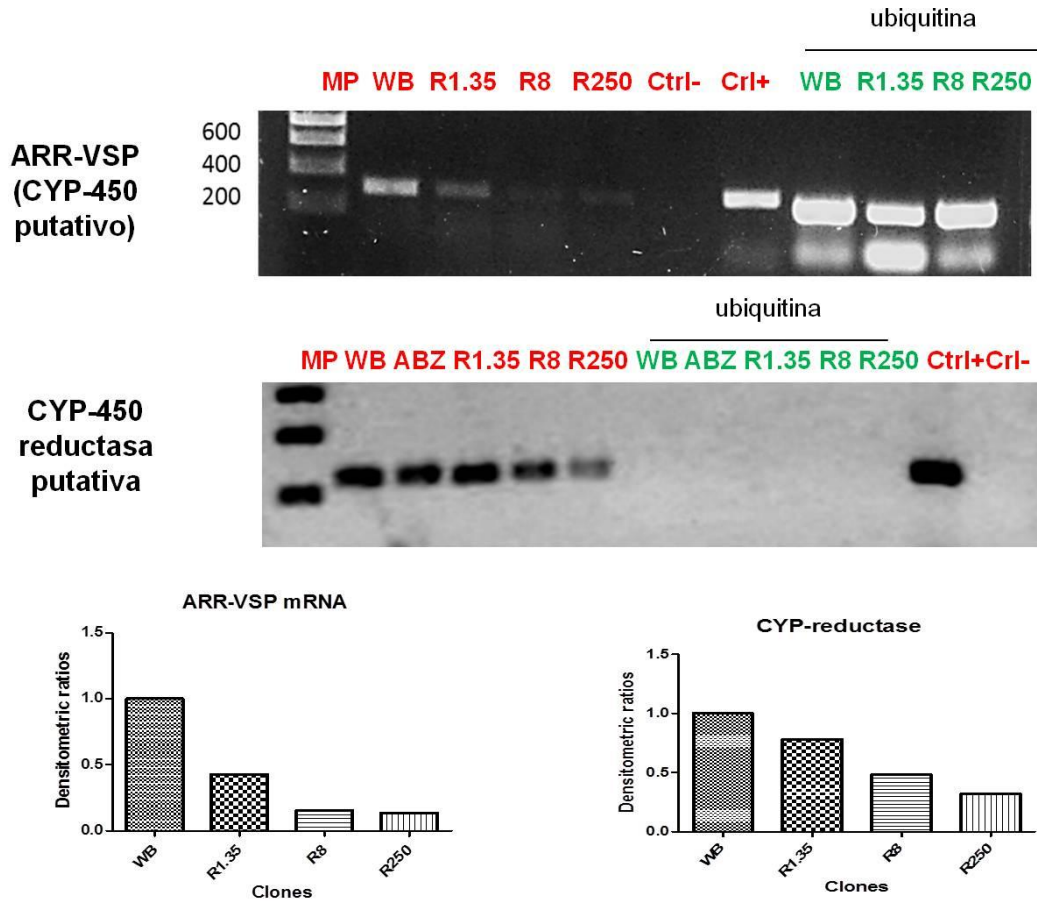 ubiquitina
MP WB R1.35 R8 R250 Ctrl- Crl+ WB R1.35 R8 R250
ARR-VSP
(CYP-450
putativo)
600
400
200
ubiquitina
MP WB ABZ R1.35 R8 R250 WB ABZ R1.35 R8 R250 Ctrl+Crl-
CYP-450
reductasa
putativa
ARR-VSP mRNA
Densitometric ratios
1.5
1.0
0.5
0.0
WB
R1.35
R8
R250
Clones
CYP-reductase
Densitometric ratios
1.5
1.0
0.5
0.0
WB
R1.35
R8
R250
Clones